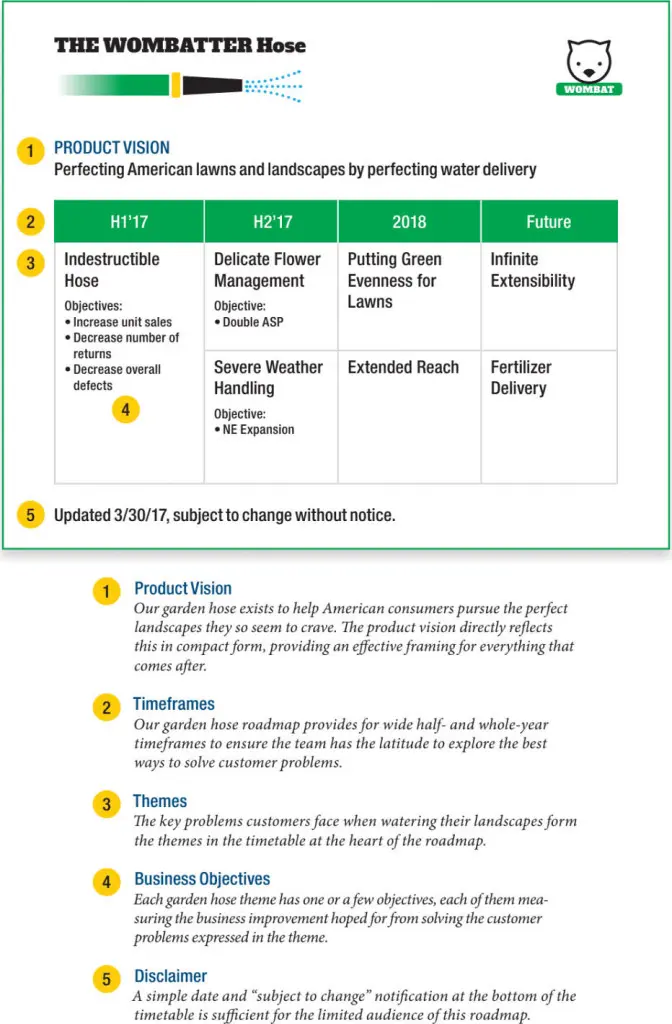 THE WOMBATTER Hose
WOMBAT
1
PRODUCT VISION
Perfecting American lawns and landscapes by perfecting water delivery
2
H1’17
H2’17
2018
Future
3
Indestructible
Hose
Objectives:
• Increase unit sales
• Decrease number of
returns
• Decrease overall
defects
4
Delicate Flower
Management
Objective:
• Double ASP
Putting Green
Evenness for
Lawns
Infinite
Extensibility
Severe Weather
Handling
Objective:
• NE Expansion
Extended Reach
Fertilizer
Delivery
5
Updated 3/30/17, subject to change without notice.
1
Product Vision
Our garden hose exists to help American consumers pursue the perfect
landscapes they so seem to crave. The product vision directly reflects
this in compact form, providing an effective framing for everything that
comes after.
2
Timeframes
Our garden hose roadmap provides for wide half- and whole-year
timeframes to ensure the team has the latitude to explore the best
ways to solve customer problems.
3
Themes
The key problems customers face when watering their landscapes form
the themes in the timetable at the heart of the roadmap.
4
Business Objectives
Each garden hose theme has one or a few objectives, each of them mea-
suring the business improvement hoped for from solving the customer
problems expressed in the theme.
5
Disclaimer
A simple date and “subject to change” notification at the bottom of the
timetable is sufficient for the limited audience of this roadmap.